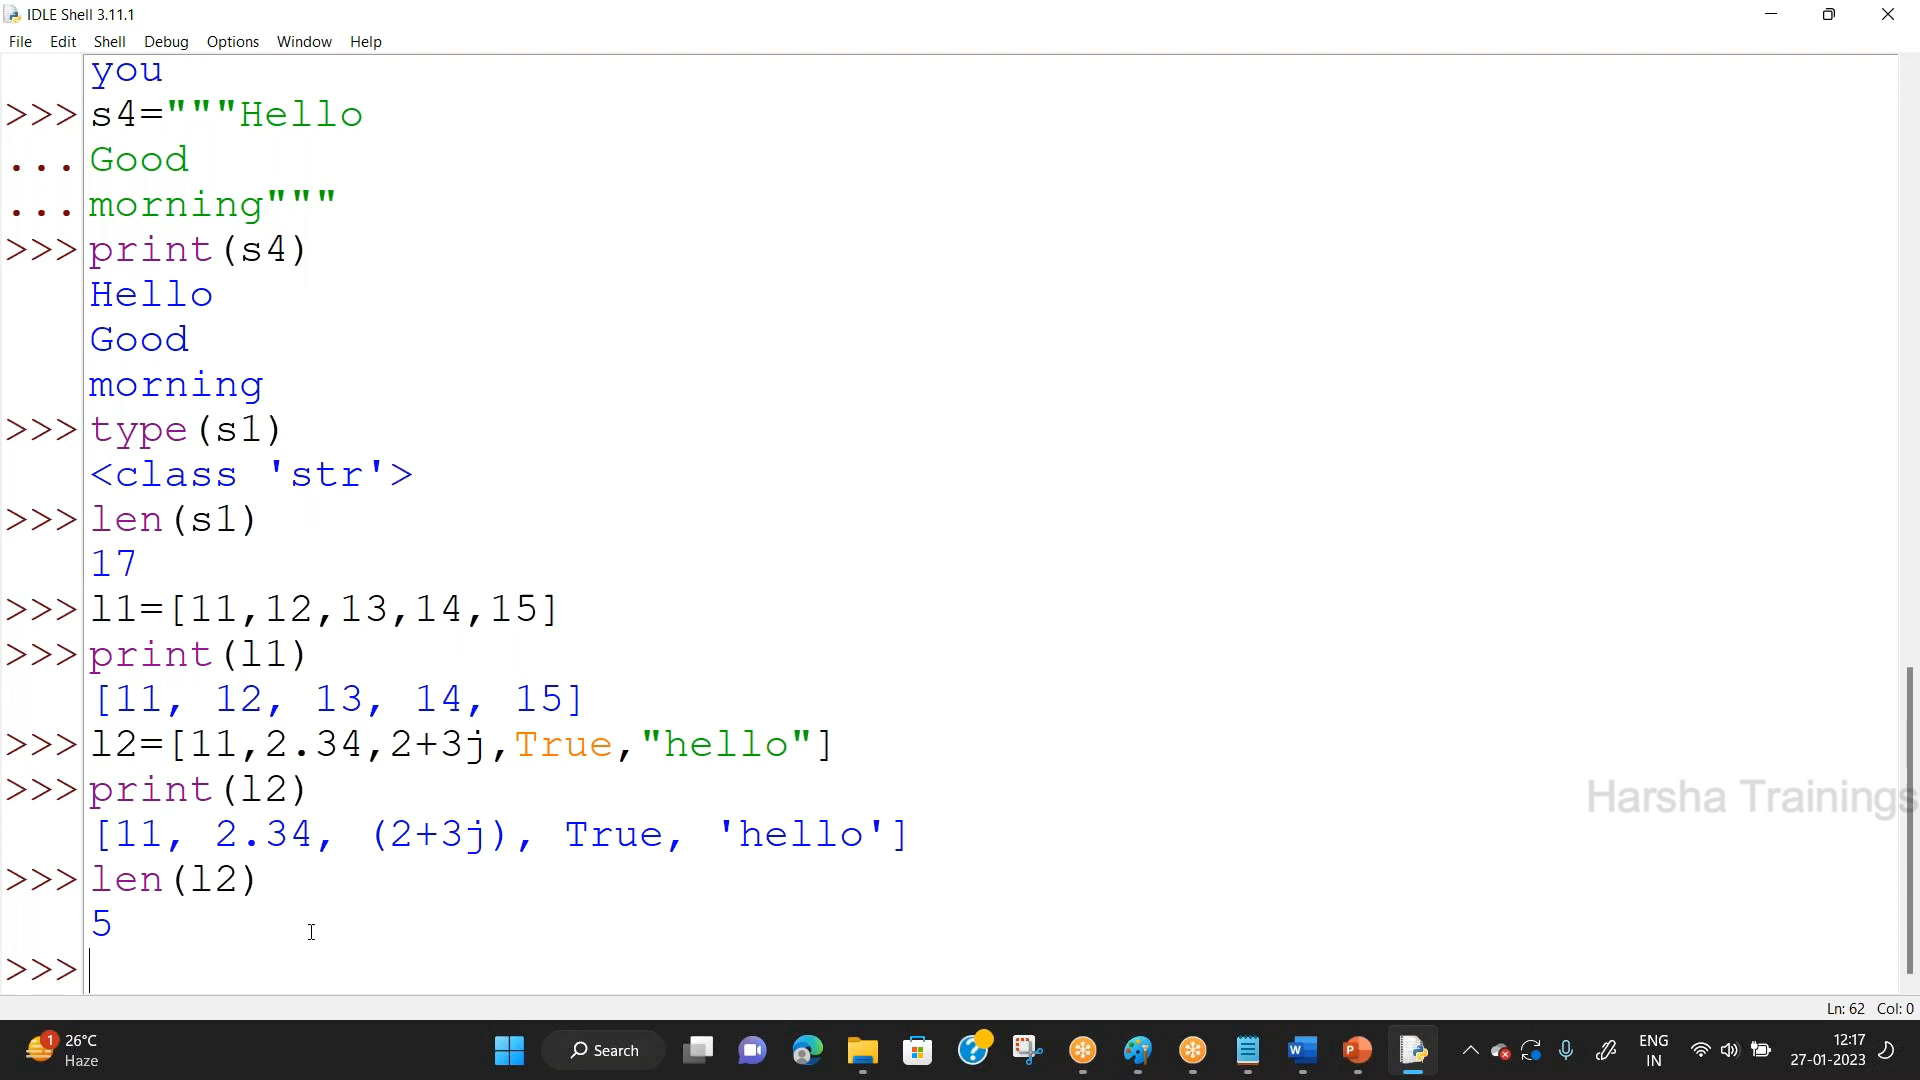 IDLE Shell 3.11.1
File Edit Shell Debug Options Window Help
you
>>> s4="""Hello
... Good
... morning"""
>>> print(s4)
Hello
Good
morning
>>> type(s1)
<class 'str'>
>>> len(s1)
17
>>> l1=[11,12,13,14,15]
>>> print(l1)
[11, 12, 13, 14, 15]
>>> l2=[11,2.34,2+3j,True,"hello"]
>>> print(l2)
[11, 2.34, (2+3j), True, 'hello']
>>> len(l2)
5
>>>
Harsha Trainings
Ln: 62 Col: 0
1
26°C
Haze
Search
ENG
IN
12:17
27-01-2023